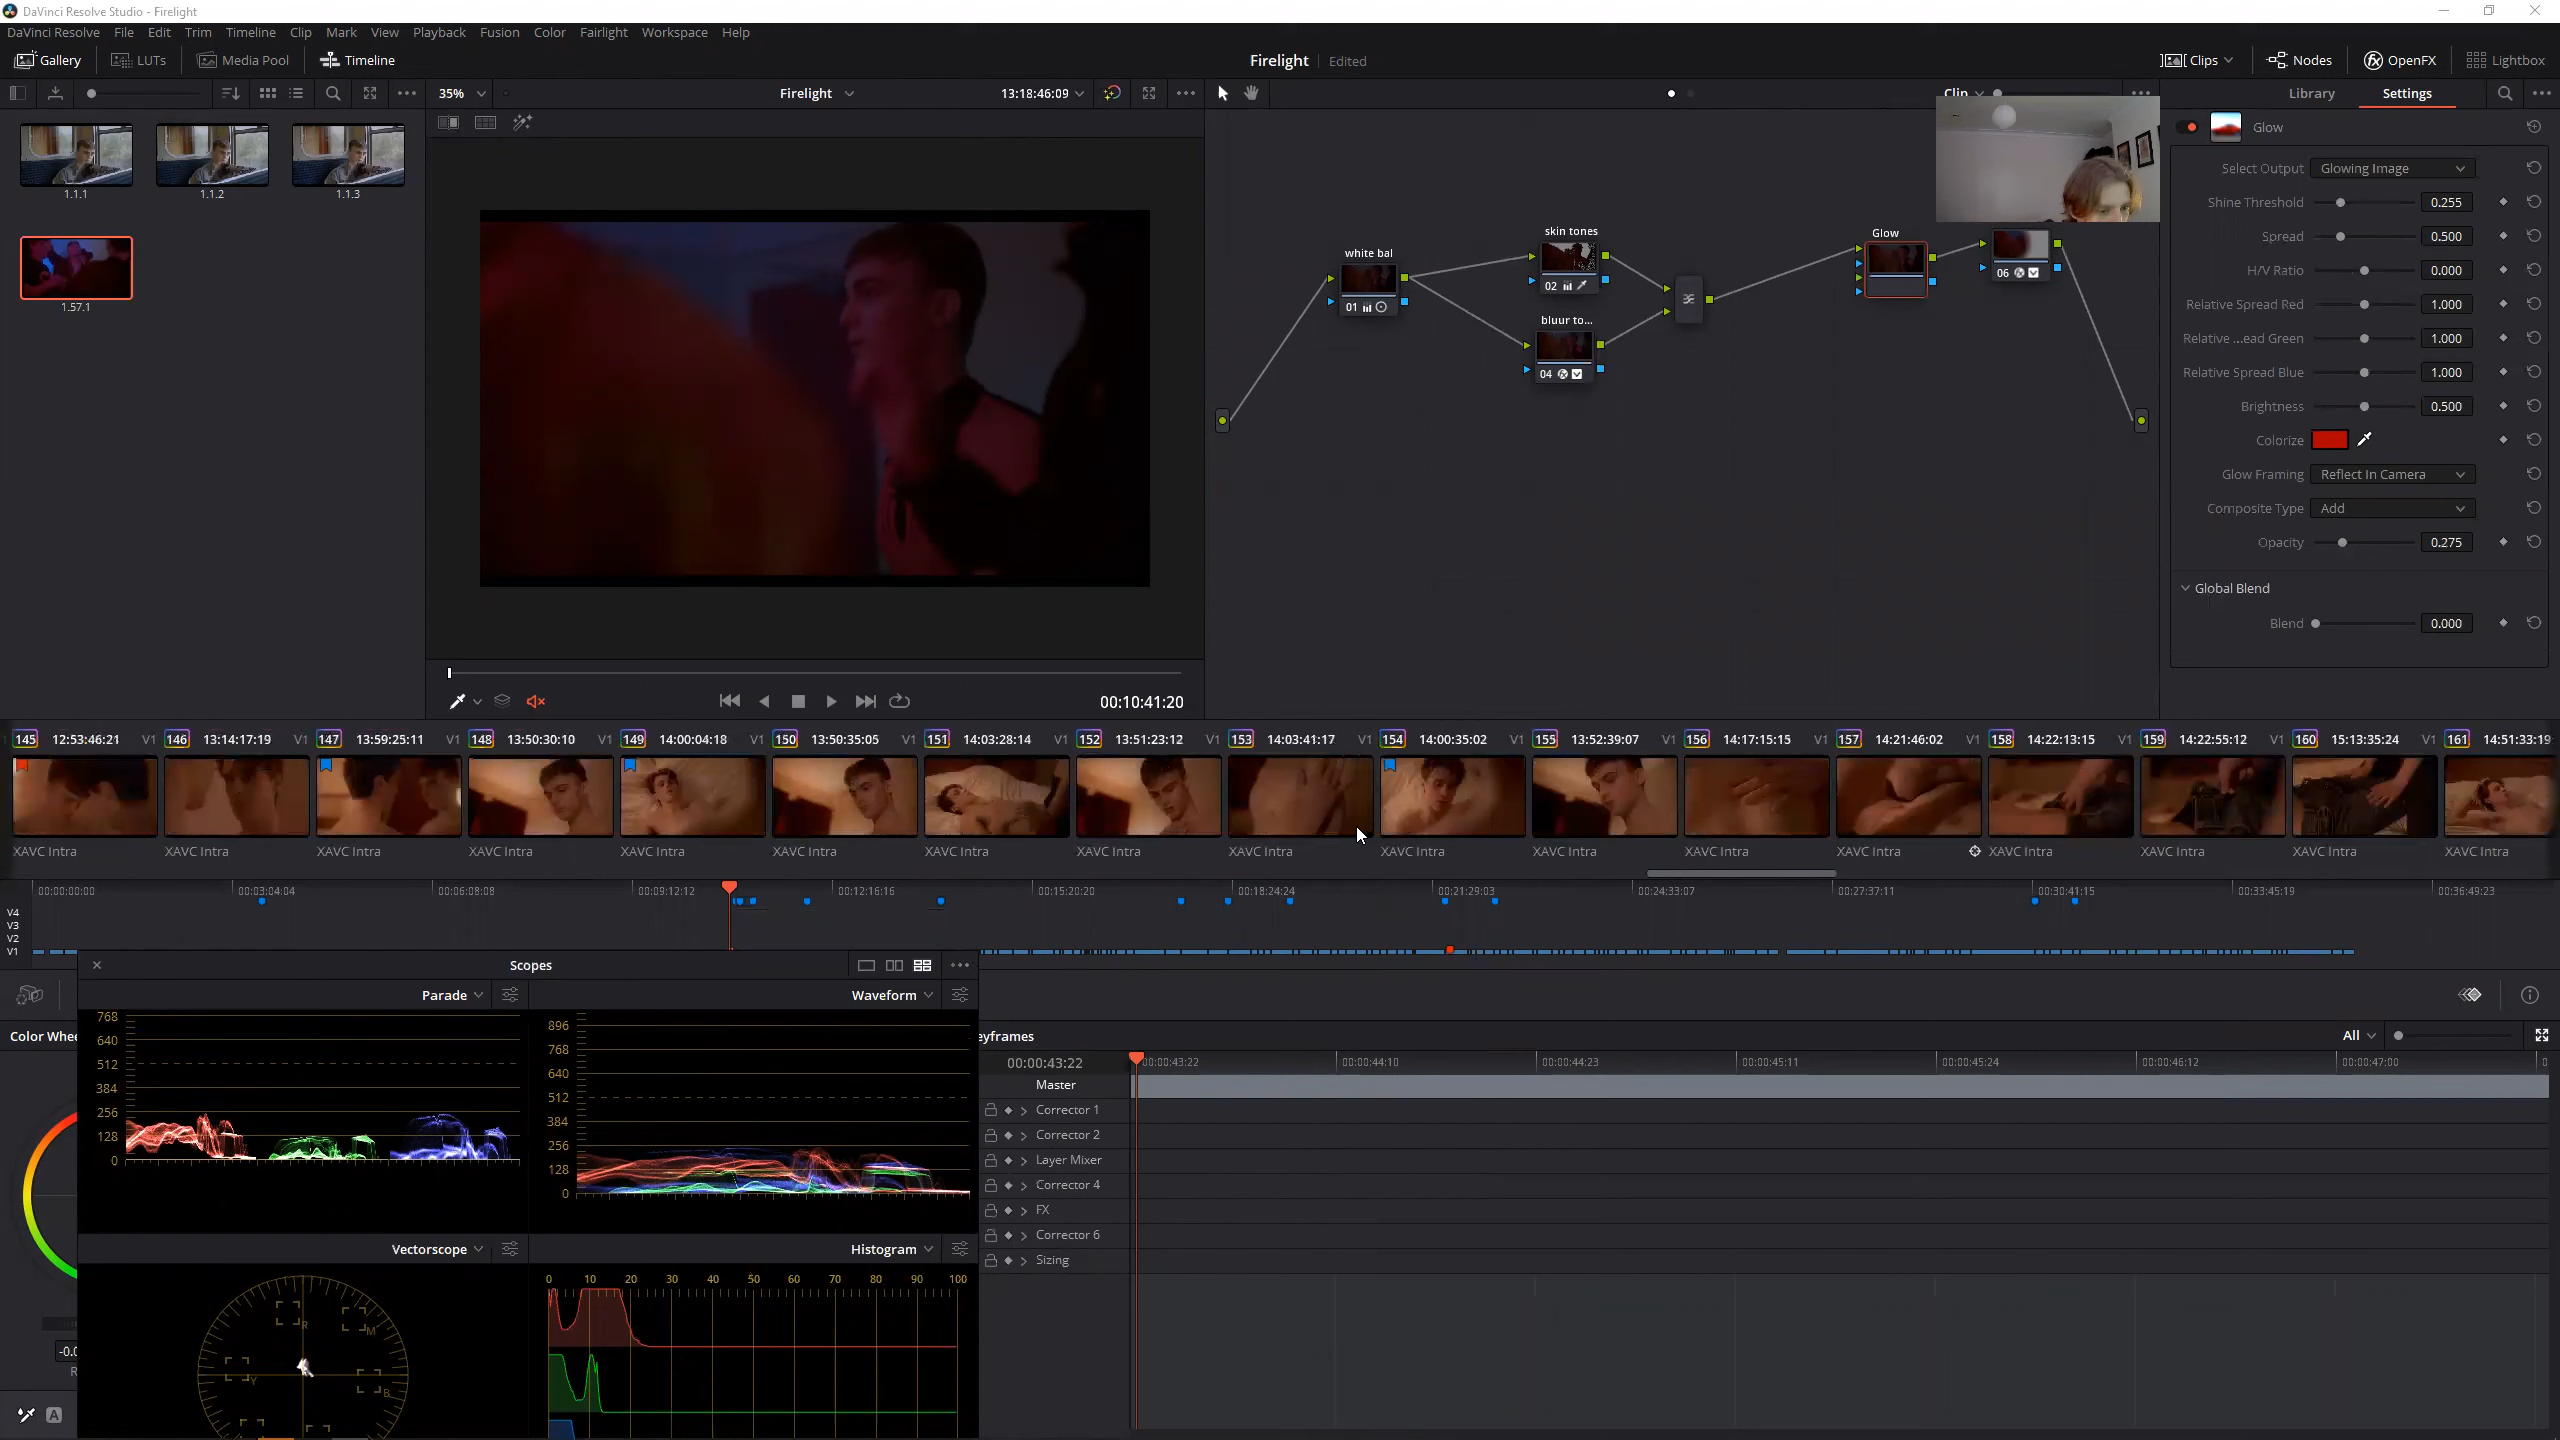 DaVinci Resolve Studio - Firelight
DaVinci Resolve File Edit Trim Timeline Clip Mark View Playback Fusion Color Fairlight Workspace Help
Gallery LUTs Media Pool Timeline
Firelight Edited
Clips Nodes OpenFX Lightbox
35% Firelight 13:18:46:09
Clip
Library Settings
1.1.1 1.1.2 1.1.3
1.57.1
white bal
01
skin tones
02
bluur to...
04
Glow
06
Glow
Select Output Glowing Image
Shine Threshold 0.255
Spread 0.500
H/V Ratio 0.000
Relative Spread Red 1.000
Relative ...ead Green 1.000
Relative Spread Blue 1.000
Brightness 0.500
Colorize
Glow Framing Reflect In Camera
Composite Type Add
Opacity 0.275
Global Blend
Blend 0.000
00:10:41:20
145 12:53:46:21 V1 146 13:14:17:19 V1 147 13:59:25:11 V1 148 13:50:30:10 V1 149 14:00:04:18 V1 150 13:50:35:05 V1 151 14:03:28:14 V1 152 13:51:23:12 V1 153 14:03:41:17 V1 154 14:00:35:02 V1 155 13:52:39:07 V1 156 14:17:15:15 V1 157 14:21:46:02 V1 158 14:22:13:15 V1 159 14:22:55:12 V1 160 15:13:35:24 V1 161 14:51:33:19
XAVC Intra XAVC Intra XAVC Intra XAVC Intra XAVC Intra XAVC Intra XAVC Intra XAVC Intra XAVC Intra XAVC Intra XAVC Intra XAVC Intra XAVC Intra XAVC Intra XAVC Intra XAVC Intra XAVC Intra
00:00:00:00 00:03:04:04 00:06:08:08 00:09:12:12 00:12:16:16 00:15:20:20 00:18:24:24 00:21:29:03 00:24:33:07 00:27:37:11 00:30:41:15 00:33:45:19 00:36:49:23
V4
V3
V2
V1
Scopes
Parade
768
640
512
384
256
128
0
Waveform
896
768
640
512
384
256
128
0
Vectorscope
R
M
Y
B
Histogram
0 10 20 30 40 50 60 70 80 90 100
Color Whee
-0.0
R
A
eyframes
All
00:00:43:22
00:00:43:22 00:00:44:10 00:00:44:23 00:00:45:11 00:00:45:24 00:00:46:12 00:00:47:00 0
Master
Corrector 1
Corrector 2
Layer Mixer
Corrector 4
FX
Corrector 6
Sizing